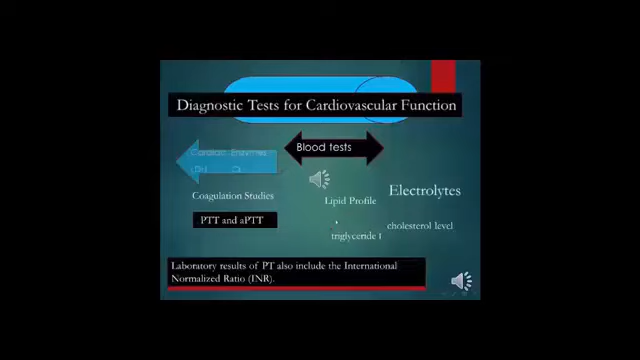 Diagnostic Tests for Cardiovascular Function
Blood tests
Cardiac Enzymes
Electrolytes
Coagulation Studies
Lipid Profile
PTT and aPTT
cholesterol level
triglyceride l
Laboratory results of PT also include the International
Normalized Ratio (INR).